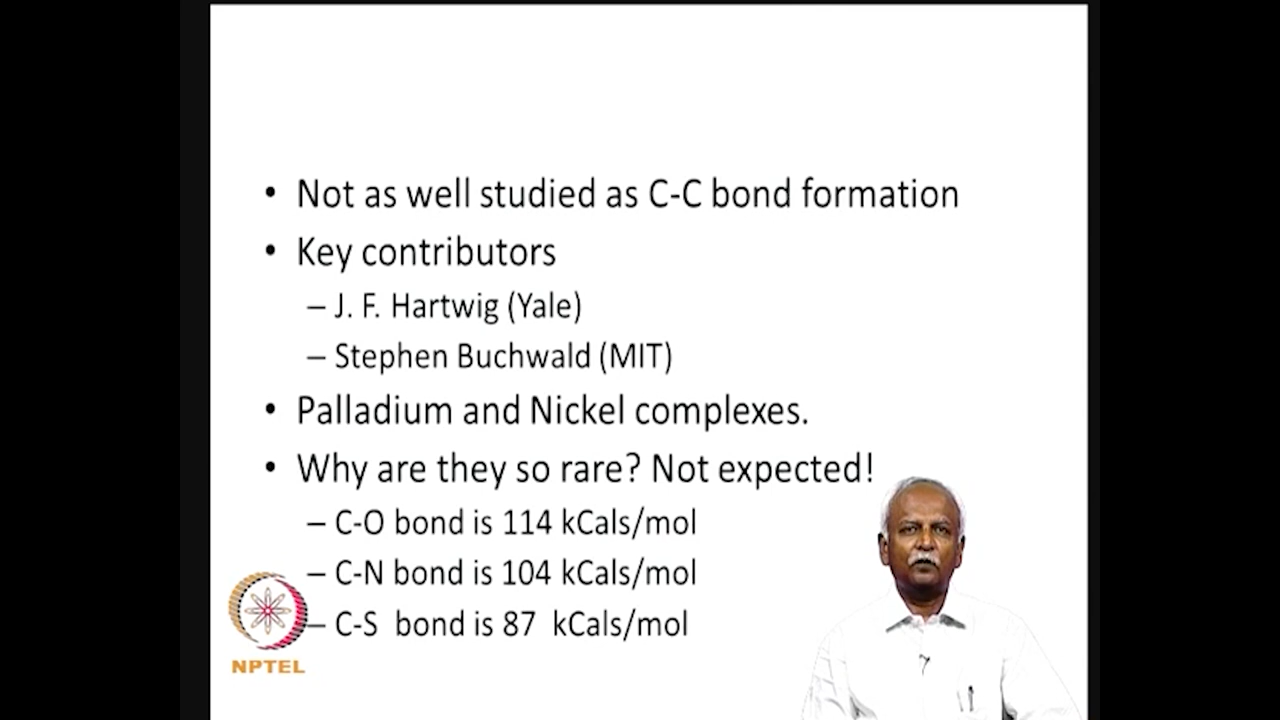 • Not as well studied as C-C bond formation
• Key contributors
– J. F. Hartwig (Yale)
– Stephen Buchwald (MIT)
• Palladium and Nickel complexes.
• Why are they so rare? Not expected!
– C-O bond is 114 kCals/mol
– C-N bond is 104 kCals/mol
– C-S bond is 87 kCals/mol
NPTEL